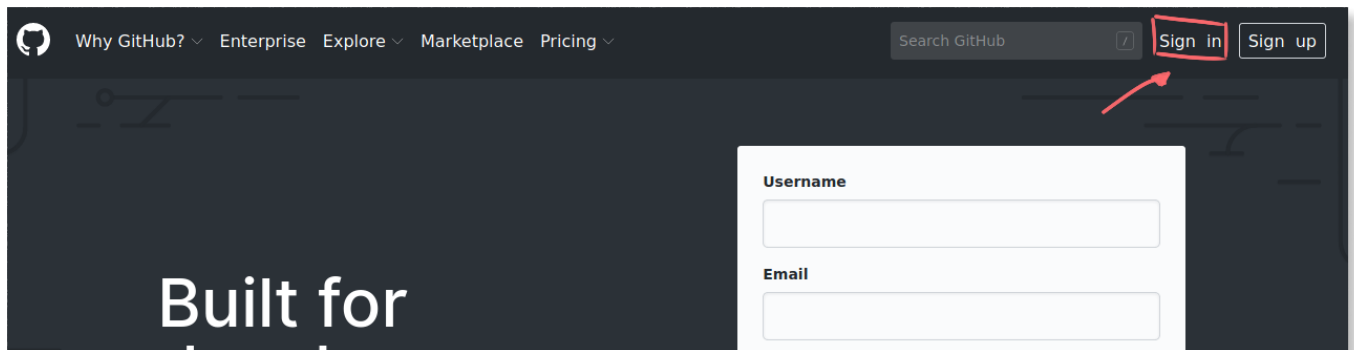 Why GitHub? Enterprise Explore Marketplace Pricing Search GitHub / Sign in Sign up
Username
Email
Built for